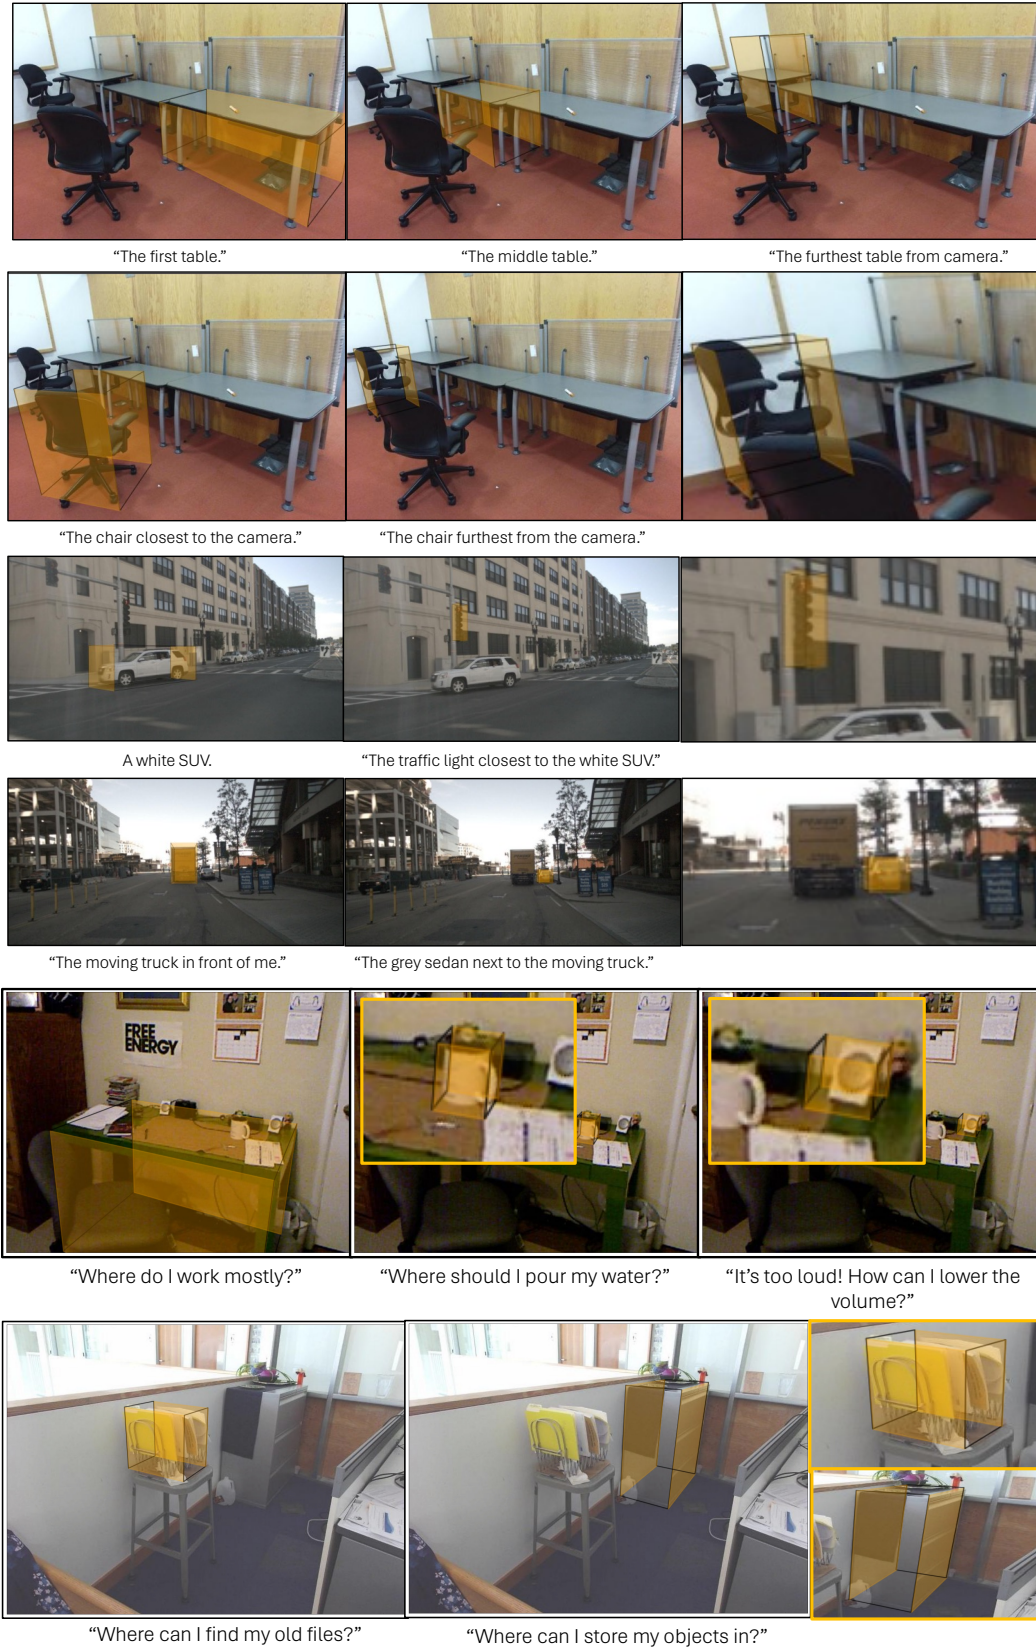 “The first table.”
“The middle table.”
“The furthest table from camera.”
“The chair closest to the camera.”
“The chair furthest from the camera.”
A white SUV.
“The traffic light closest to the white SUV.”
PENSKE
“The moving truck in front of me.”
“The grey sedan next to the moving truck.”
FREE
ENERGY
“Where do I work mostly?”
“Where should I pour my water?”
“It’s too loud! How can I lower the
volume?”
“Where can I find my old files?”
“Where can I store my objects in?”